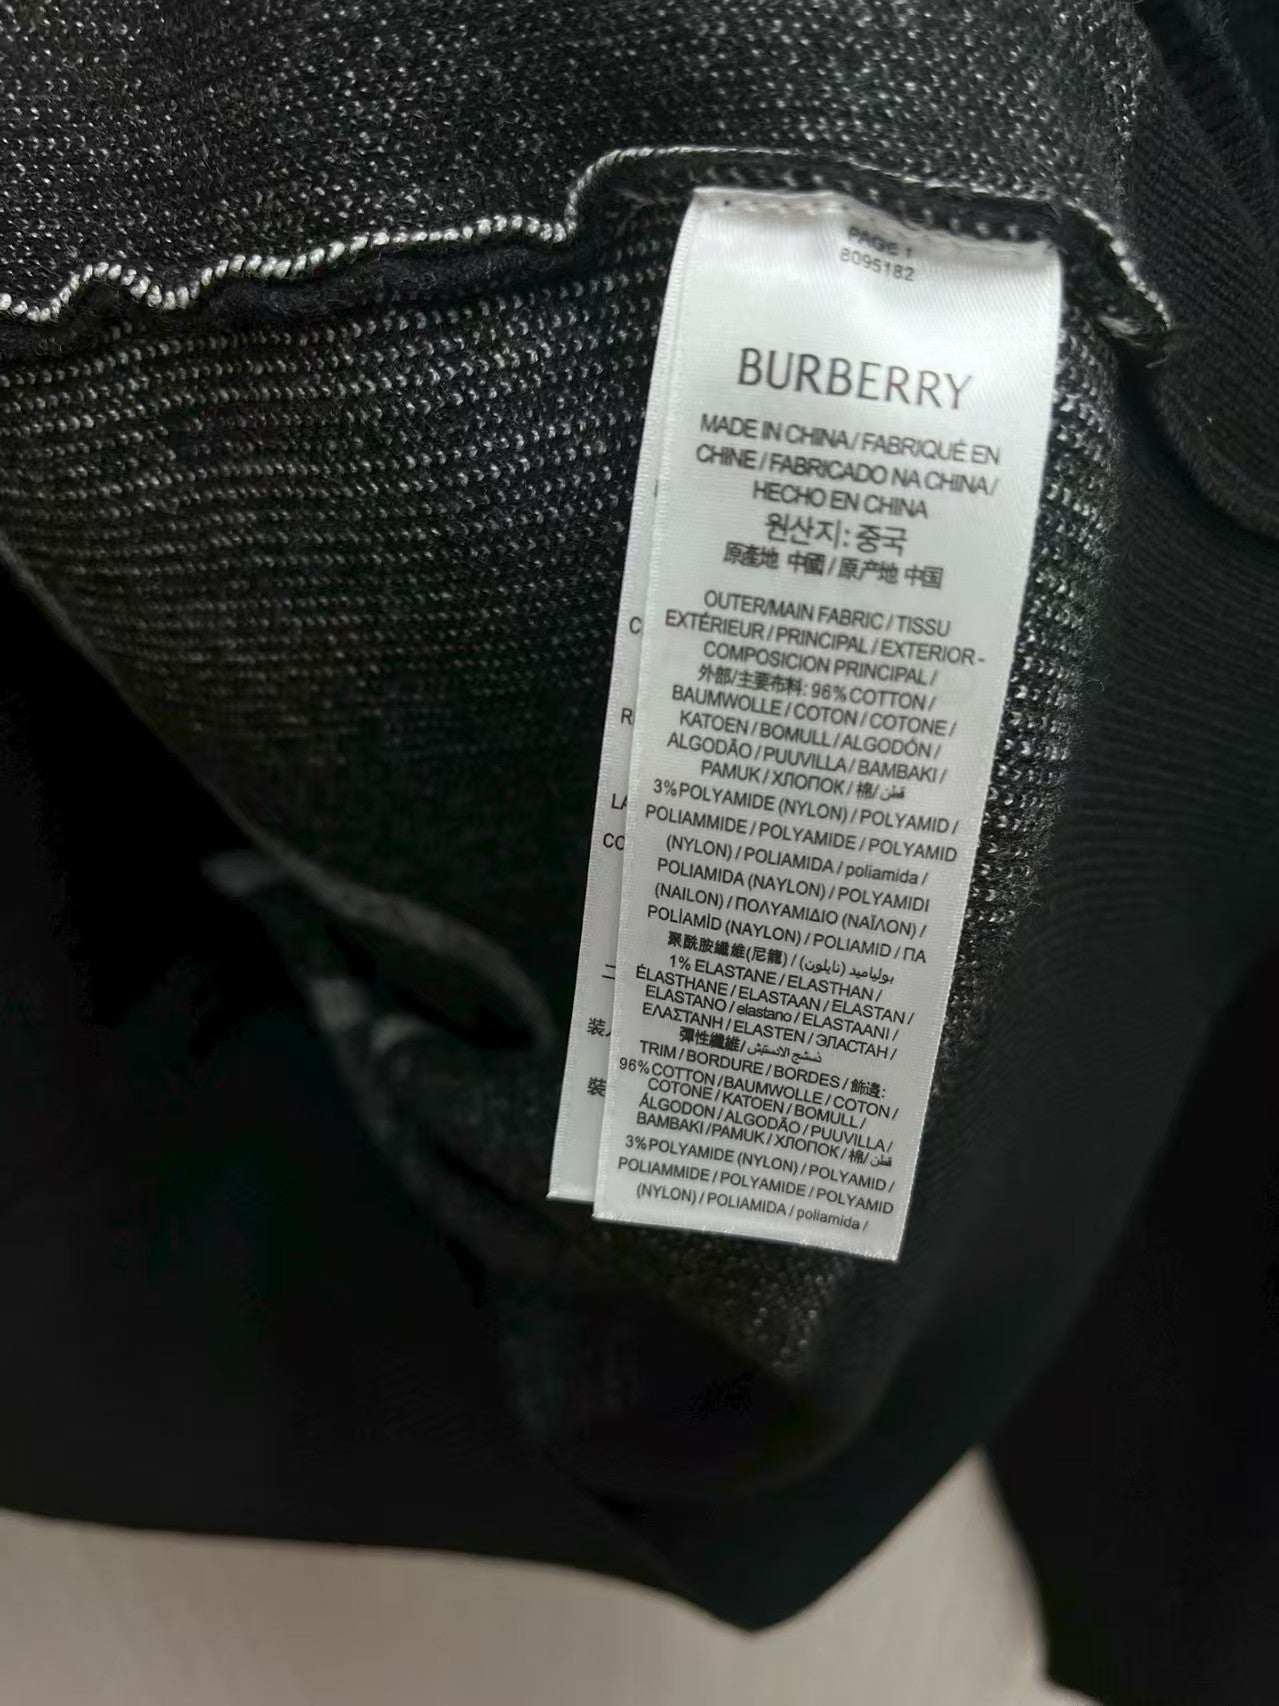 PAGE 1
8095182
BURBERRY
MADE IN CHINA / FABRIQUÉ EN
CHINE / FABRICADO NA CHINA /
HECHO EN CHINA
원산지: 중국
原產地 中國 / 原产地 中国
OUTER/MAIN FABRIC / TISSU
EXTÉRIEUR / PRINCIPAL / EXTERIOR -
COMPOSICION PRINCIPAL /
外部/主要布料: 96% COTTON /
BAUMWOLLE / COTON / COTONE /
KATOEN / BOMULL / ALGODÓN /
ALGODÃO / PUUVILLA / BAMBAKI /
PAMUK / ХЛОПОК / 棉/ قطن
3% POLYAMIDE (NYLON) / POLYAMID /
POLIAMMIDE / POLYAMIDE / POLYAMID
(NYLON) / POLIAMIDA / poliamida /
POLIAMIDA (NAYLON) / POLYAMIDI
(NAILON) / ΠΟΛΥΑΜΙΔΙΟ (ΝΑΪΛΟΝ) /
POLİAMİD (NAYLON) / POLIAMID / ПА
聚酰胺纖維(尼龍) / بولياميد (نايلون)
1% ELASTANE / ELASTHAN /
ÉLASTHANE / ELASTAAN / ELASTAN /
ELASTANO / elastano / ELASTAANI /
ΕΛΑΣΤΑΝΗ / ELASTEN / ЭЛАСТАН /
彈性纖維/ نسيج الاستيتش
TRIM / BORDURE / BORDES / 飾邊:
96% COTTON / BAUMWOLLE / COTON /
COTONE / KATOEN / BOMULL /
ÁLGODON / ALGODÃO / PUUVILLA /
BAMBAKI / PAMUK / ХЛОПОК / 棉/ قطن
3% POLYAMIDE (NYLON) / POLYAMID /
POLIAMMIDE / POLYAMIDE / POLYAMID
(NYLON) / POLIAMIDA / poliamida /
C
R
LA
CO
二
装
裝